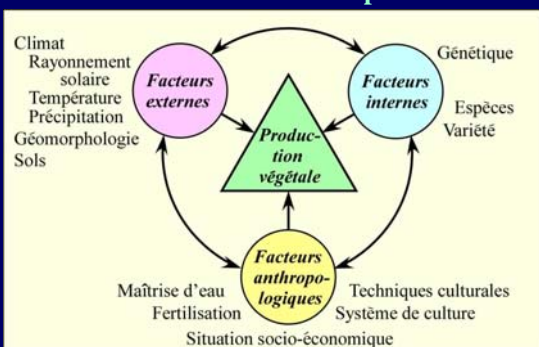 Climat
Rayonnement
solaire
Température
Précipitation
Géomorphologie
Sols
Facteurs
externes
Facteurs
internes
Génétique
Espèces
Variété
Produc-
tion
végétale
Facteurs
anthropo-
logiques
Maîtrise d'eau
Fertilisation
Techniques culturales
Système de culture
Situation socio-économique